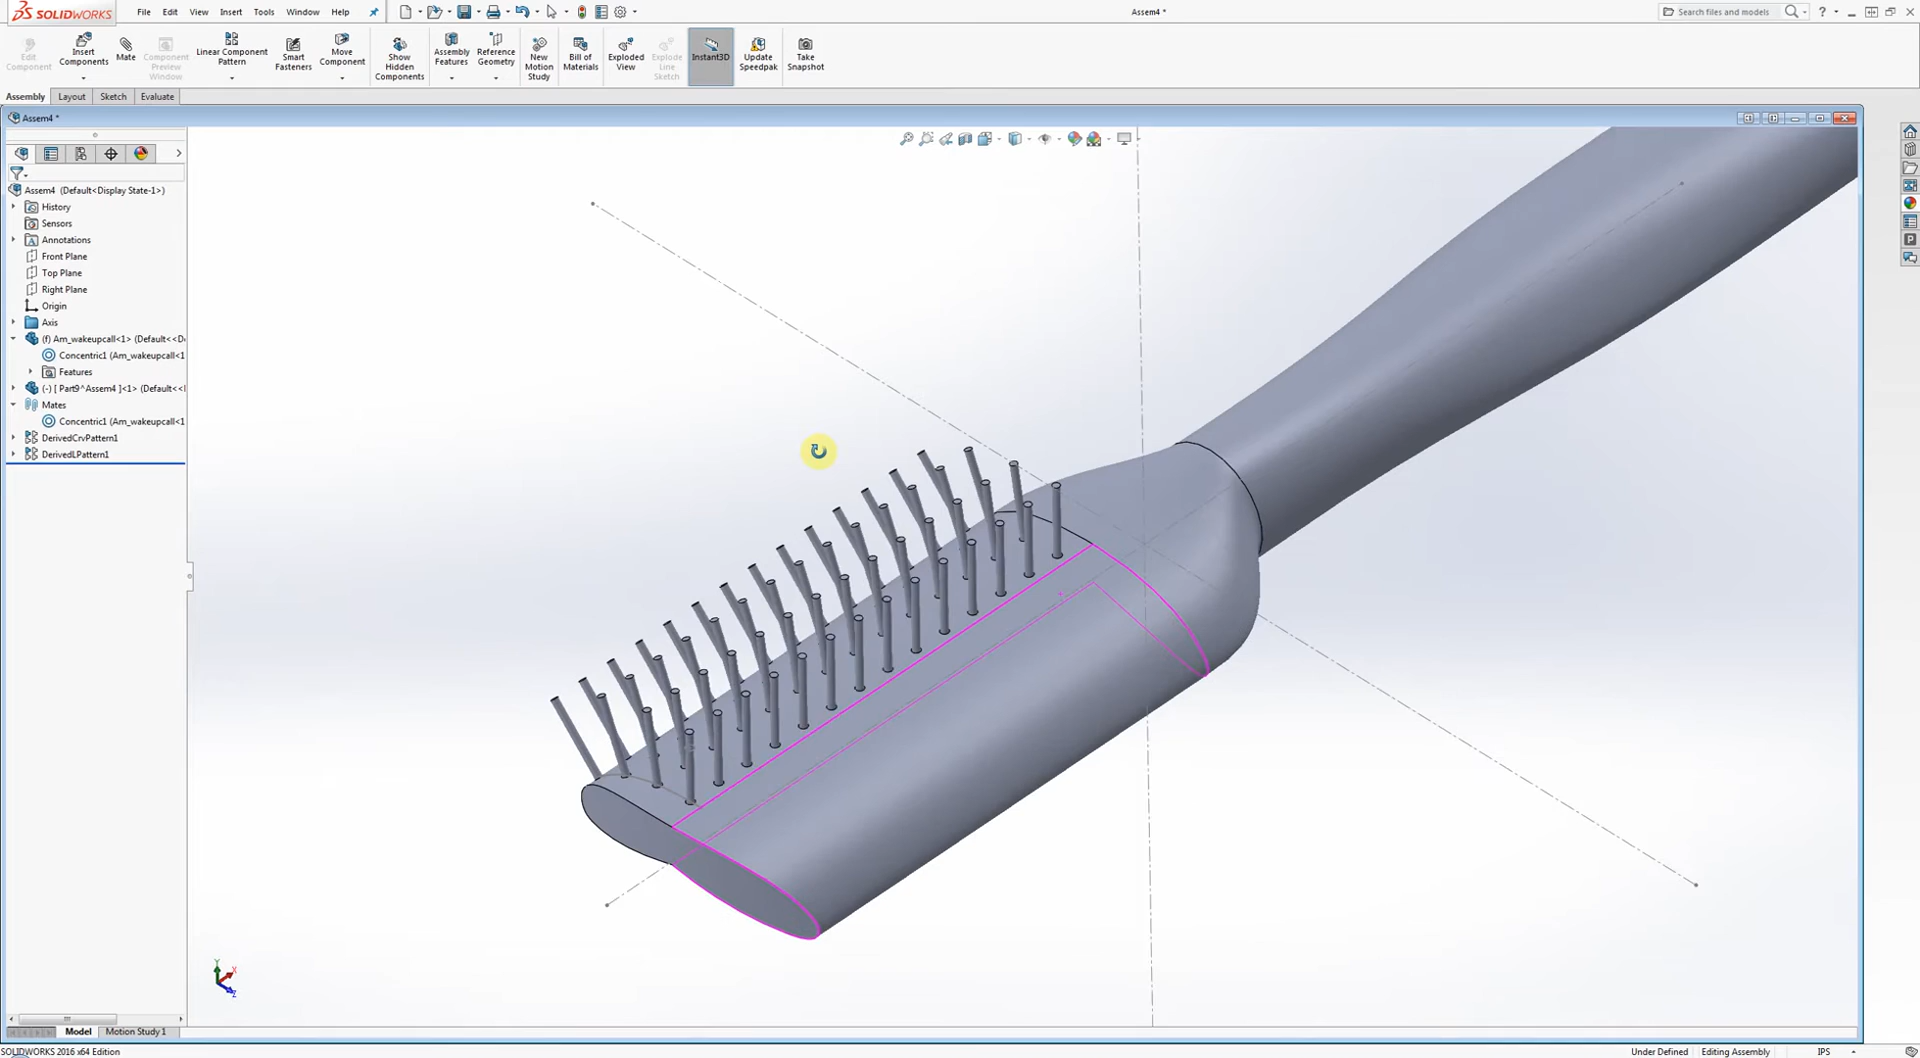 SOLIDWORKS File Edit View Insert Tools Window Help Assem4 * Search files and models ?
Edit Component
Insert Components
Mate
Component Preview Window
Linear Component Pattern
Smart Fasteners
Move Component
Show Hidden Components
Assembly Features
Reference Geometry
New Motion Study
Bill of Materials
Exploded View
Explode Line Sketch
Instant3D
Update Speedpak
Take Snapshot
Assembly Layout Sketch Evaluate
Assem4 *
Assem4 (Default<Display State-1>)
History
Sensors
Annotations
Front Plane
Top Plane
Right Plane
Origin
Axis
(f) Am_wakeupcall<1> (Default<<D
Concentric1 (Am_wakeupcall<1
Features
(-) [ Part9^Assem4 ]<1> (Default<<
Mates
Concentric1 (Am_wakeupcall<1
DerivedCrvPattern1
DerivedLPattern1
Y
X
Z
Model Motion Study 1
SOLIDWORKS 2016 x64 Edition Under Defined Editing Assembly IPS